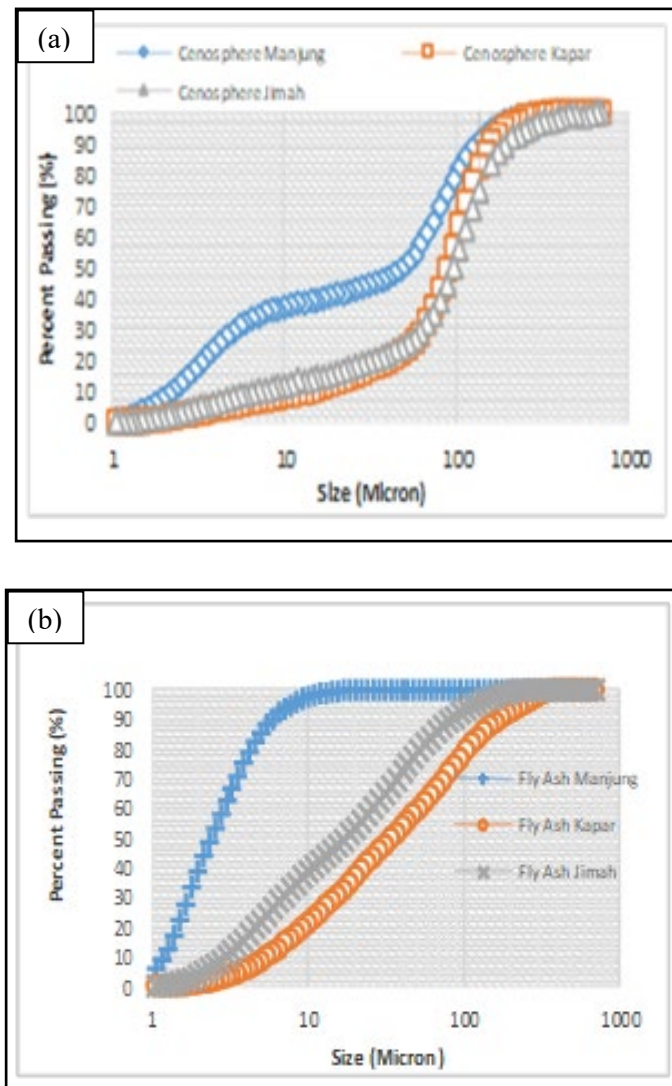 (a)
Cenosphere Manjung
Cenosphere Kapar
Cenosphere Jimah
Percent Passing (%)
100
90
80
70
60
50
40
30
20
10
0
1
10
100
1000
Size (Micron)
(b)
Percent Passing (%)
100
90
80
70
60
50
40
30
20
10
0
Fly Ash Manjung
Fly Ash Kapar
Fly Ash Jimah
1
10
100
1000
Size (Micron)